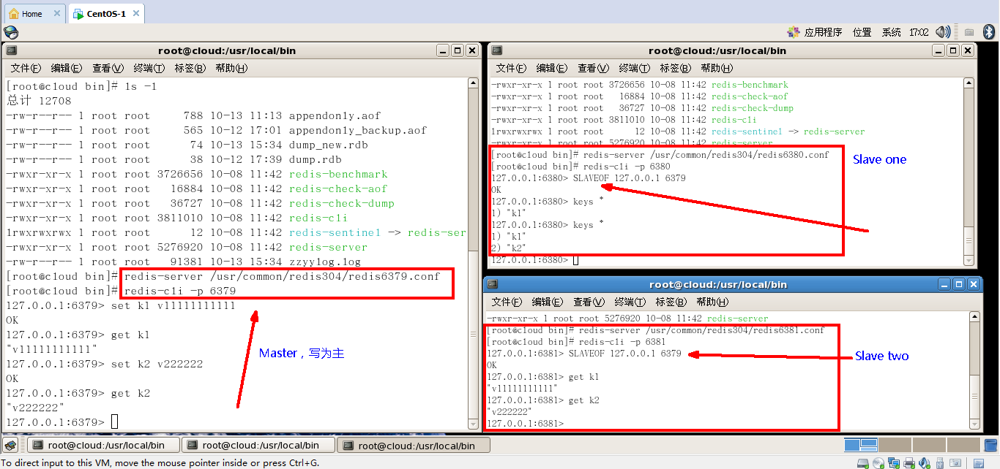 Home
CentOS-1
应用程序 位置 系统 17:02
root@cloud:/usr/local/bin
文件(F) 编辑(E) 查看(V) 终端(T) 标签(B) 帮助(H)
[root@cloud bin]# ls -l
总计 12708
-rw-r--r-- 1 root root 788 10-13 11:13 appendonly.aof
-rw-r--r-- 1 root root 565 10-12 17:01 appendonly_backup.aof
-rw-r--r-- 1 root root 74 10-13 15:34 dump_new.rdb
-rw-r--r-- 1 root root 38 10-12 17:39 dump.rdb
-rwxr-xr-x 1 root root 3726656 10-08 11:42 redis-benchmark
-rwxr-xr-x 1 root root 16884 10-08 11:42 redis-check-aof
-rwxr-xr-x 1 root root 36727 10-08 11:42 redis-check-dump
-rwxr-xr-x 1 root root 3811010 10-08 11:42 redis-cli
lrwxrwxrwx 1 root root 12 10-08 11:42 redis-sentinel -> redis-ser
-rwxr-xr-x 1 root root 5276920 10-08 11:42 redis-server
-rw-r--r-- 1 root root 91381 10-13 15:34 zzyylog.log
[root@cloud bin]# redis-server /usr/common/redis304/redis6379.conf
[root@cloud bin]# redis-cli -p 6379
127.0.0.1:6379> set k1 v11111111111
OK
127.0.0.1:6379> get k1
"v11111111111"
127.0.0.1:6379> set k2 v222222
OK
127.0.0.1:6379> get k2
"v222222"
127.0.0.1:6379>
Master，写为主
root@cloud:/usr/local/bin
文件(F) 编辑(E) 查看(V) 终端(T) 标签(B) 帮助(H)
-rwxr-xr-x 1 root root 3726656 10-08 11:42 redis-benchmark
-rwxr-xr-x 1 root root 16884 10-08 11:42 redis-check-aof
-rwxr-xr-x 1 root root 36727 10-08 11:42 redis-check-dump
-rwxr-xr-x 1 root root 3811010 10-08 11:42 redis-cli
lrwxrwxrwx 1 root root 12 10-08 11:42 redis-sentinel -> redis-server
-rwxr-xr-x 1 root root 5276920 10-08 11:42 redis-server
[root@cloud bin]# redis-server /usr/common/redis304/redis6380.conf
[root@cloud bin]# redis-cli -p 6380
127.0.0.1:6380> SLAVEOF 127.0.0.1 6379
OK
127.0.0.1:6380> keys *
1) "k1"
127.0.0.1:6380> keys *
1) "k1"
2) "k2"
127.0.0.1:6380>
Slave one
root@cloud:/usr/local/bin
文件(F) 编辑(E) 查看(V) 终端(T) 标签(B) 帮助(H)
-rwxr-xr-x 1 root root 5276920 10-08 11:42 redis-server
[root@cloud bin]# redis-server /usr/common/redis304/redis6381.conf
[root@cloud bin]# redis-cli -p 6381
127.0.0.1:6381> SLAVEOF 127.0.0.1 6379
OK
127.0.0.1:6381> get k1
"v11111111111"
127.0.0.1:6381> get k2
"v222222"
127.0.0.1:6381>
Slave two
root@cloud:/usr/local/bin
root@cloud:/usr/local/bin
root@cloud:/usr/local/bin
To direct input to this VM, move the mouse pointer inside or press Ctrl+G.